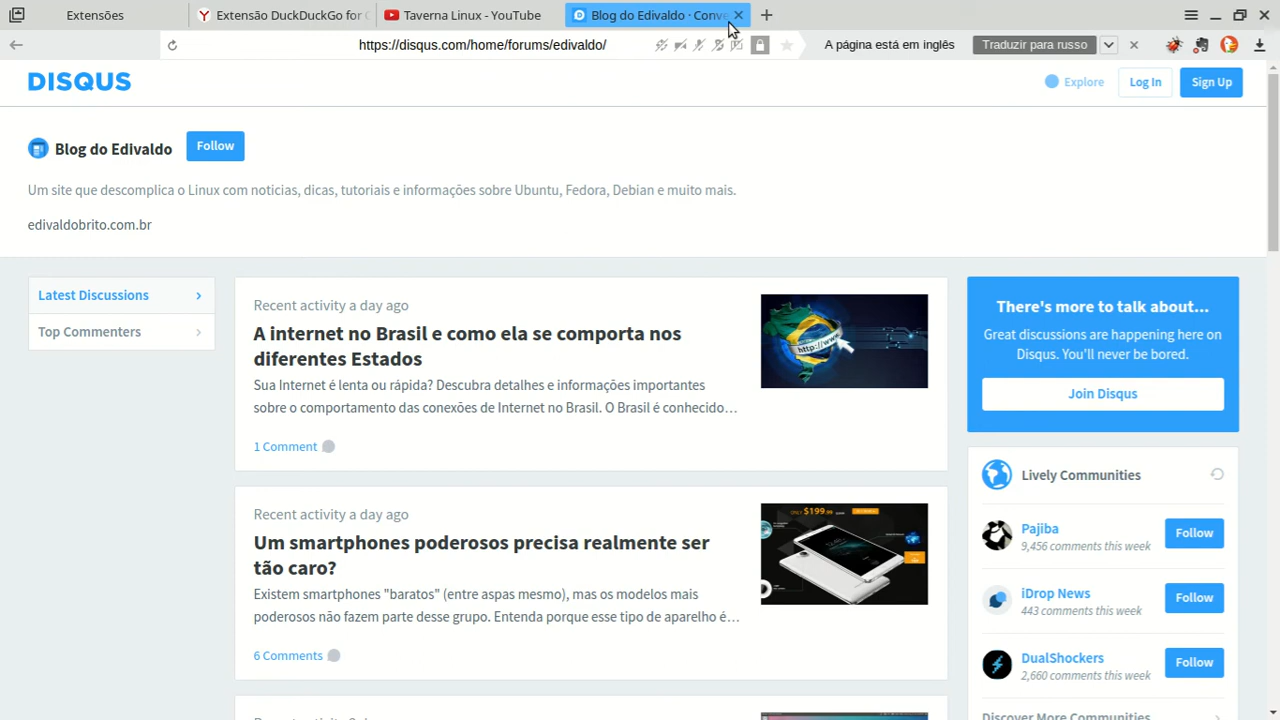 Extensões
Extensão DuckDuckGo for C
Taverna Linux - YouTube
Blog do Edivaldo · Conve
https://disqus.com/home/forums/edivaldo/
A página está em inglês
Traduzir para russo
DISQUS
Explore
Log In
Sign Up
Blog do Edivaldo
Follow
Um site que descomplica o Linux com noticias, dicas, tutoriais e informações sobre Ubuntu, Fedora, Debian e muito mais.
edivaldobrito.com.br
Latest Discussions
Top Commenters
Recent activity a day ago
A internet no Brasil e como ela se comporta nos
diferentes Estados
Sua Internet é lenta ou rápida? Descubra detalhes e informações importantes
sobre o comportamento das conexões de Internet no Brasil. O Brasil é conhecido…
1 Comment
http://www
Recent activity a day ago
Um smartphones poderosos precisa realmente ser
tão caro?
Existem smartphones "baratos" (entre aspas mesmo), mas os modelos mais
poderosos não fazem parte desse grupo. Entenda porque esse tipo de aparelho é…
6 Comments
ONLY $199.99
There's more to talk about...
Great discussions are happening here on
Disqus. You'll never be bored.
Join Disqus
Lively Communities
Pajiba
9,456 comments this week
Follow
iDrop News
443 comments this week
Follow
DualShockers
2,660 comments this week
Follow
Discover More Communities